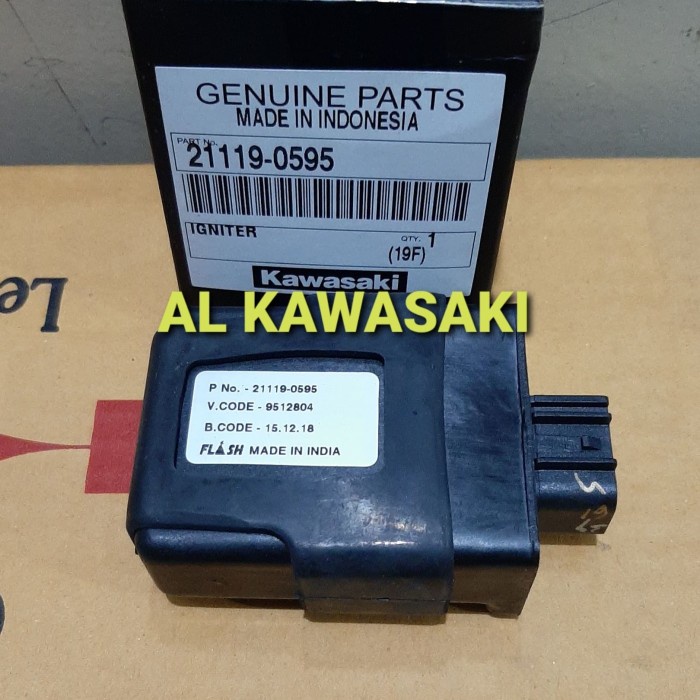 GENUINE PARTS
MADE IN INDONESIA
PART No.
21119-0595
IGNITER
QTY. 1
(19F)
Kawasaki
AL KAWASAKI
Le
P No. - 21119-0595
V.CODE - 9512804
B.CODE - 15.12.18
FLASH MADE IN INDIA